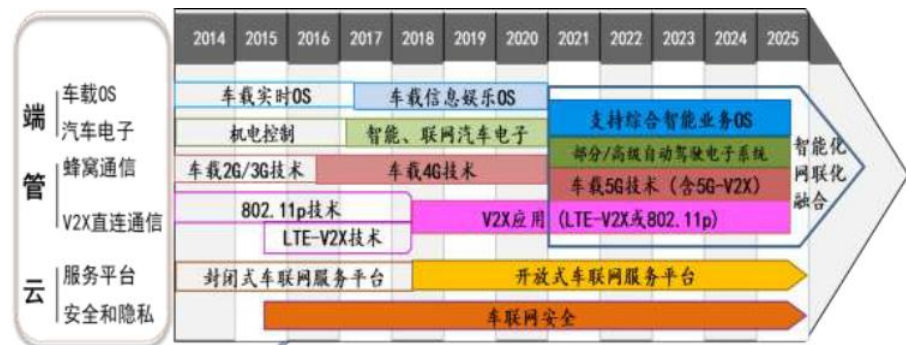 2014 2015 2016 2017 2018 2019 2020 2021 2022 2023 2024 2025
端
车载OS
汽车电子
管
蜂窝通信
V2X直连通信
云
服务平台
安全和隐私
车载实时OS
车载信息娱乐OS
支持综合智能业务OS
机电控制
智能、联网汽车电子
部分/高级自动驾驶电子系统
车载2G/3G技术
车载4G技术
车载5G技术（含5G-V2X）
802.11p技术
LTE-V2X技术
V2X应用（LTE-V2X或802.11p）
智能化
网联化
融合
封闭式车联网服务平台
开放式车联网服务平台
车联网安全